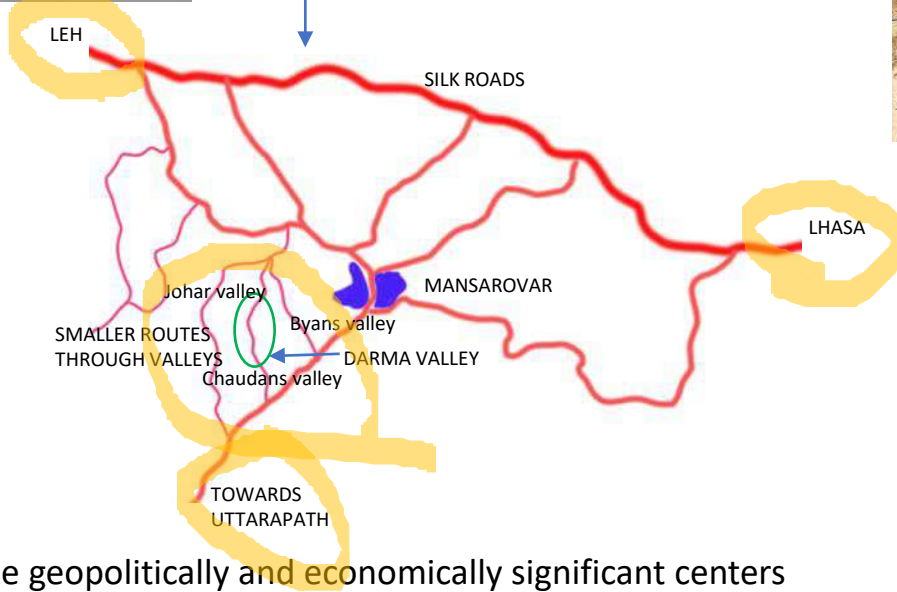 LEH
SILK ROADS
LHASA
MANSAROVAR
Johar valley
Byans valley
SMALLER ROUTES
THROUGH VALLEYS
DARMA VALLEY
Chaudans valley
TOWARDS
UTTARAPATH
e geopolitically and economically significant centers